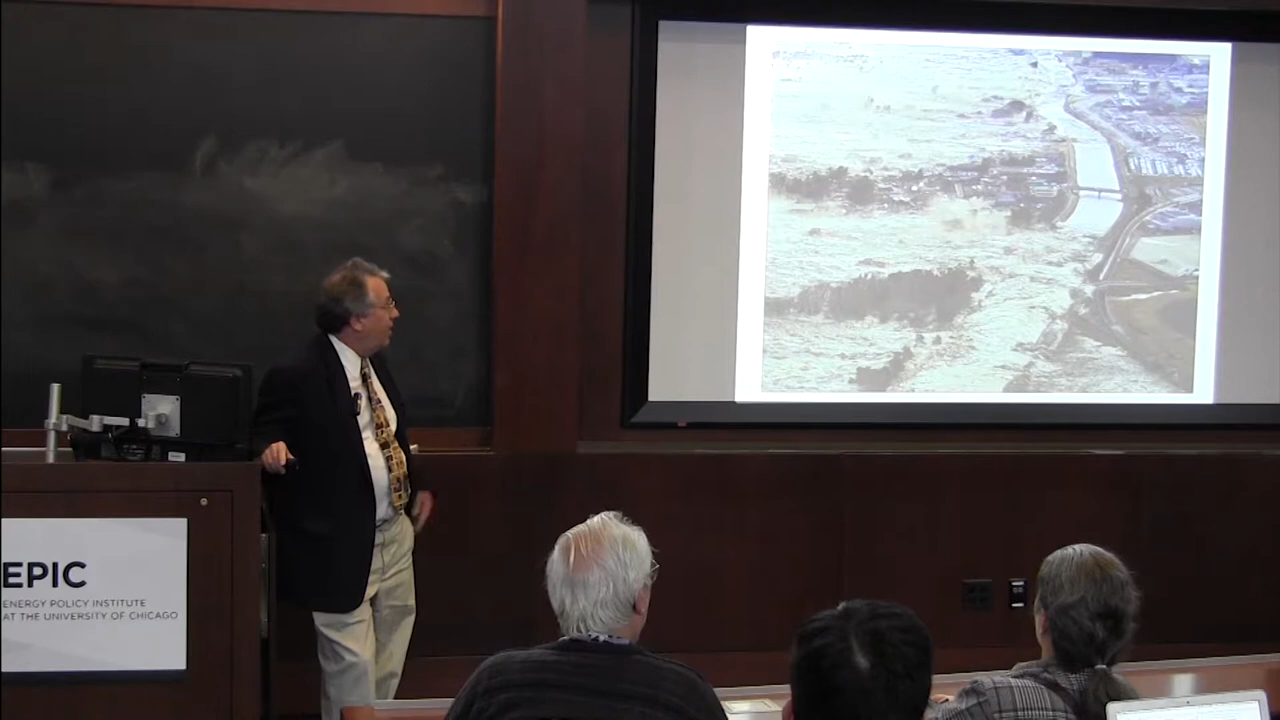 EPIC
ENERGY POLICY INSTITUTE
AT THE UNIVERSITY OF CHICAGO